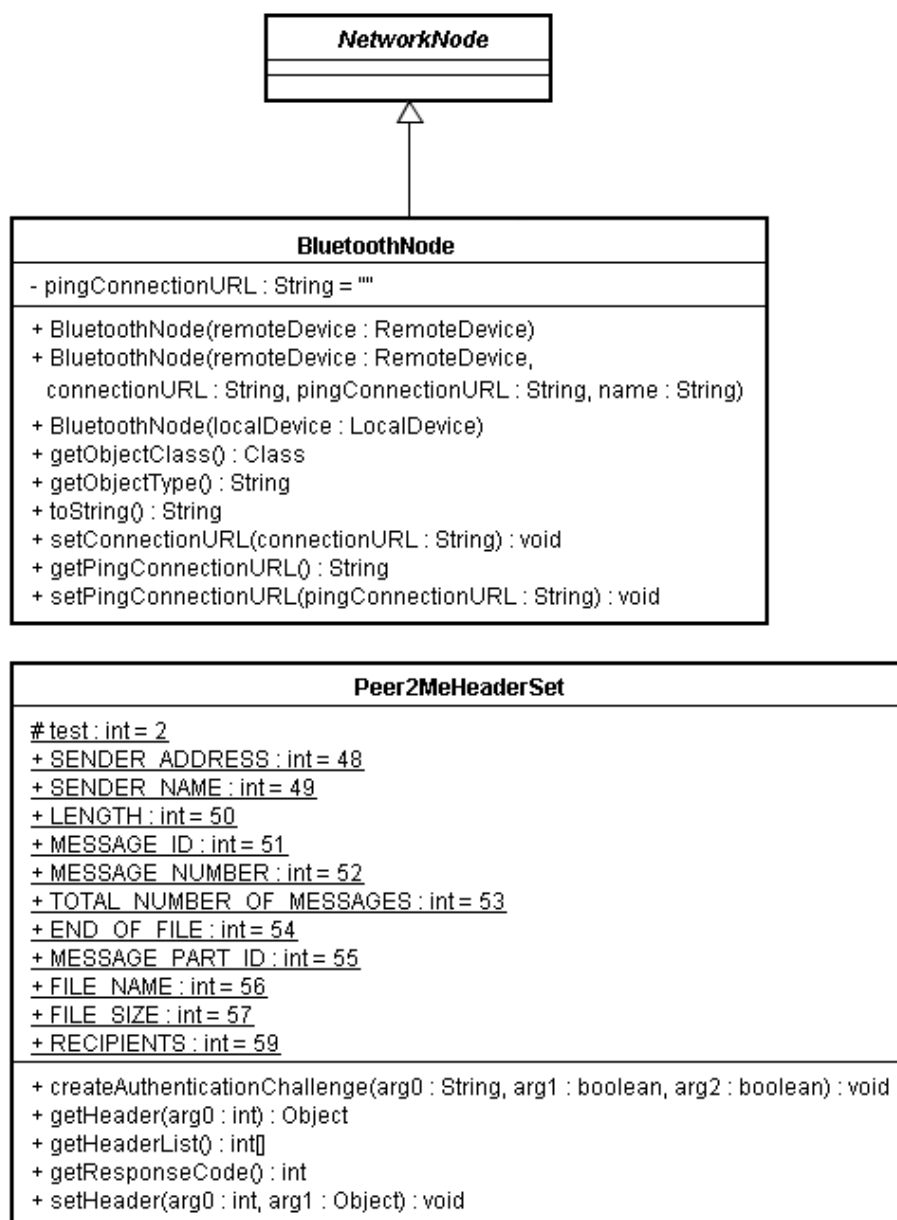 NetworkNode
BluetoothNode
- pingConnectionURL : String = ""
+ BluetoothNode(remoteDevice : RemoteDevice)
+ BluetoothNode(remoteDevice : RemoteDevice,
connectionURL : String, pingConnectionURL : String, name : String)
+ BluetoothNode(localDevice : LocalDevice)
+ getObjectClass() : Class
+ getObjectType() : String
+ toString() : String
+ setConnectionURL(connectionURL : String) : void
+ getPingConnectionURL() : String
+ setPingConnectionURL(pingConnectionURL : String) : void
Peer2MeHeaderSet
# test : int = 2
+ SENDER_ADDRESS : int = 48
+ SENDER_NAME : int = 49
+ LENGTH : int = 50
+ MESSAGE_ID : int = 51
+ MESSAGE_NUMBER : int = 52
+ TOTAL_NUMBER_OF_MESSAGES : int = 53
+ END_OF_FILE : int = 54
+ MESSAGE_PART_ID : int = 55
+ FILE_NAME : int = 56
+ FILE_SIZE : int = 57
+ RECIPIENTS : int = 59
+ createAuthenticationChallenge(arg0 : String, arg1 : boolean, arg2 : boolean) : void
+ getHeader(arg0 : int) : Object
+ getHeaderList() : int[]
+ getResponseCode() : int
+ setHeader(arg0 : int, arg1 : Object) : void